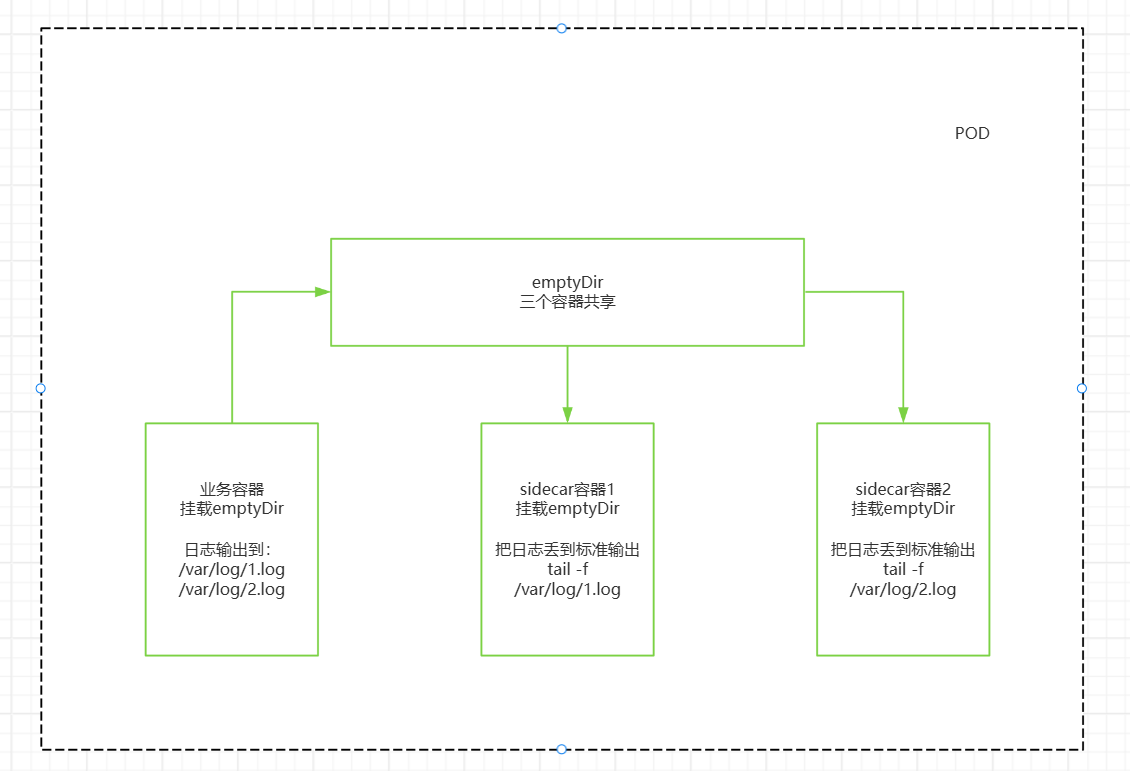 POD
emptyDir
三个容器共享
业务容器
挂载emptyDir
日志输出到：
/var/log/1.log
/var/log/2.log
sidecar容器1
挂载emptyDir
把日志丢到标准输出
tail -f
/var/log/1.log
sidecar容器2
挂载emptyDir
把日志丢到标准输出
tail -f
/var/log/2.log